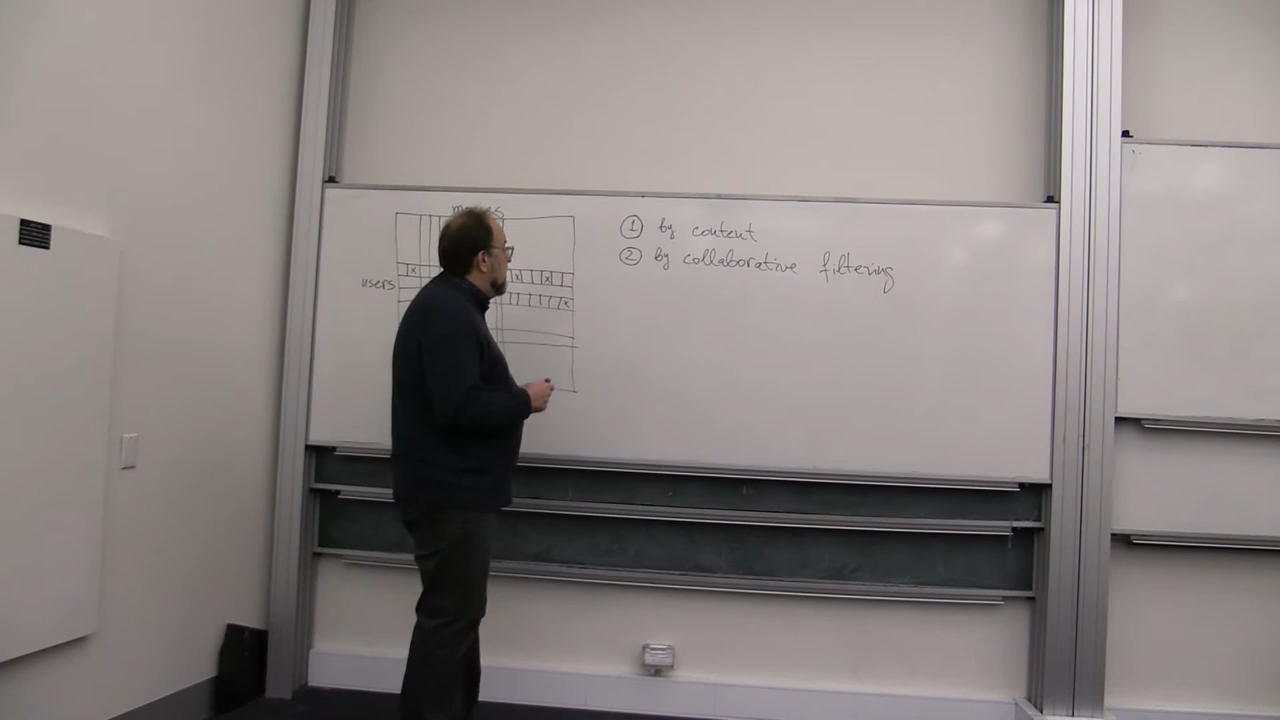 ① by content
② by collaborative filtering
users
x x x
x